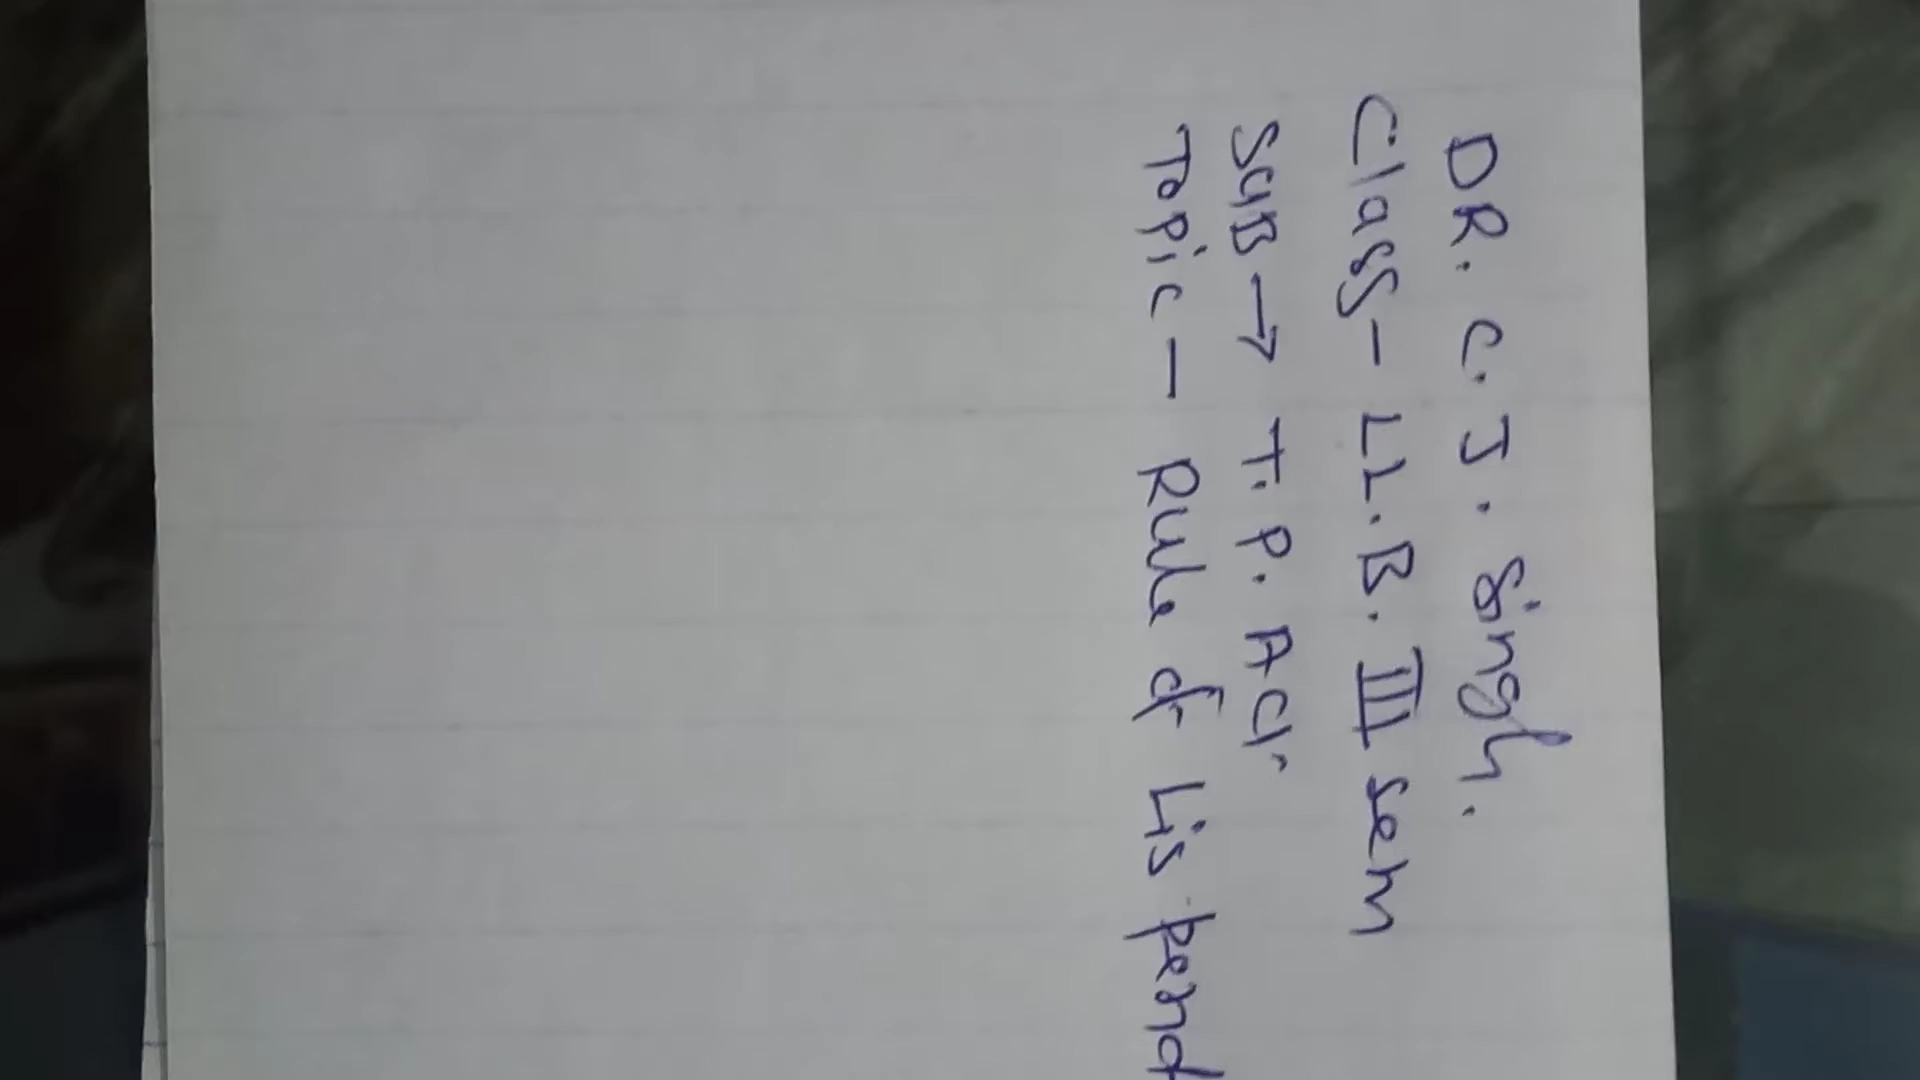 DR. C. J. Singh.
Class- LL.B. III Sem
SUB → T. P. Act
Topic - Rule of Lis pend